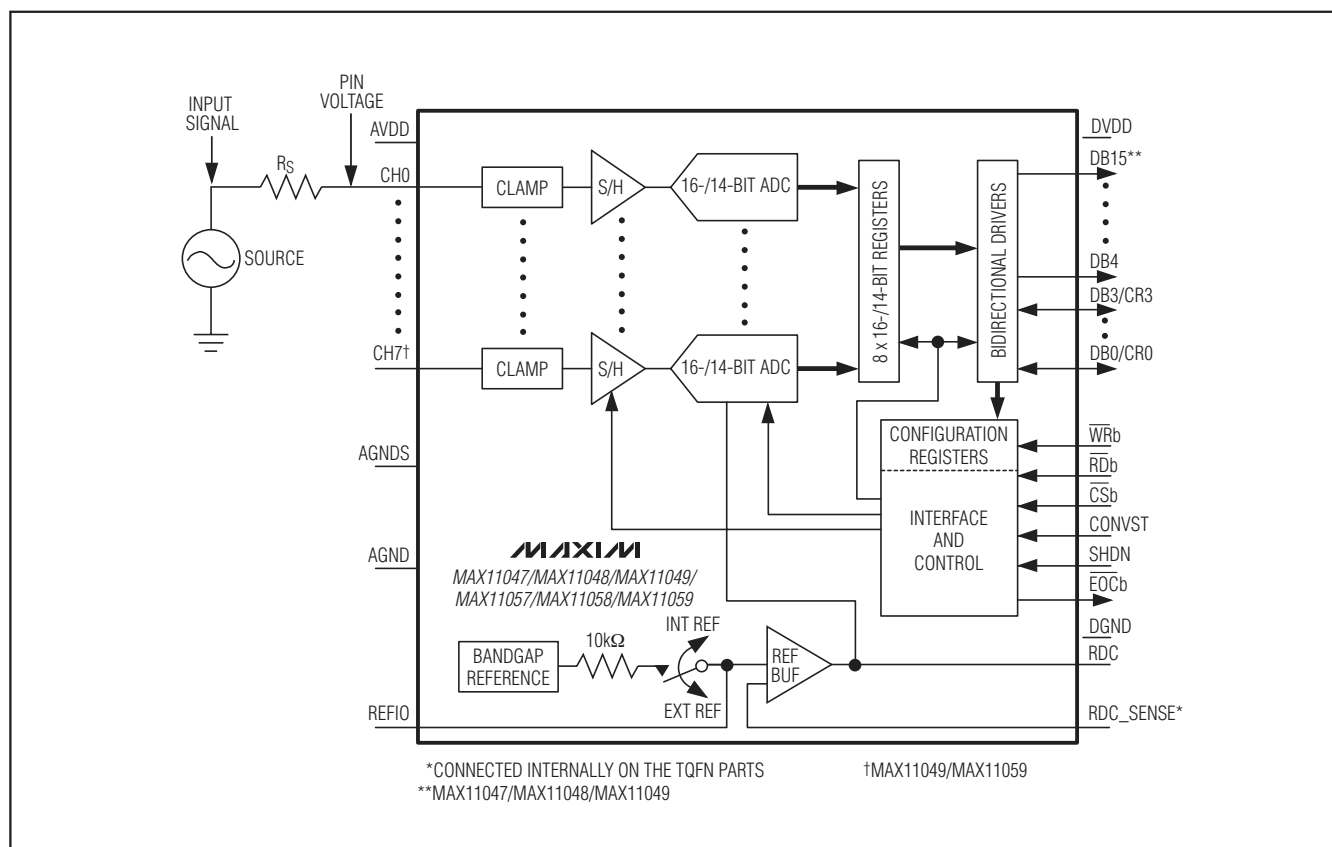 INPUT
SIGNAL
PIN
VOLTAGE
RS
SOURCE
AVDD
CH0
CH7†
AGNDS
AGND
REFIO
CLAMP
S/H
16-/14-BIT ADC
CLAMP
S/H
16-/14-BIT ADC
8 x 16-/14-BIT REGISTERS
BIDIRECTIONAL DRIVERS
CONFIGURATION
REGISTERS
INTERFACE
AND
CONTROL
MAXIM
MAX11047/MAX11048/MAX11049/
MAX11057/MAX11058/MAX11059
BANDGAP
REFERENCE
10kΩ
INT REF
EXT REF
REF
BUF
DVDD
DB15**
DB4
DB3/CR3
DB0/CR0
WRb
RDb
CSb
CONVST
SHDN
EOCb
DGND
RDC
RDC_SENSE*
*CONNECTED INTERNALLY ON THE TQFN PARTS
†MAX11049/MAX11059
**MAX11047/MAX11048/MAX11049